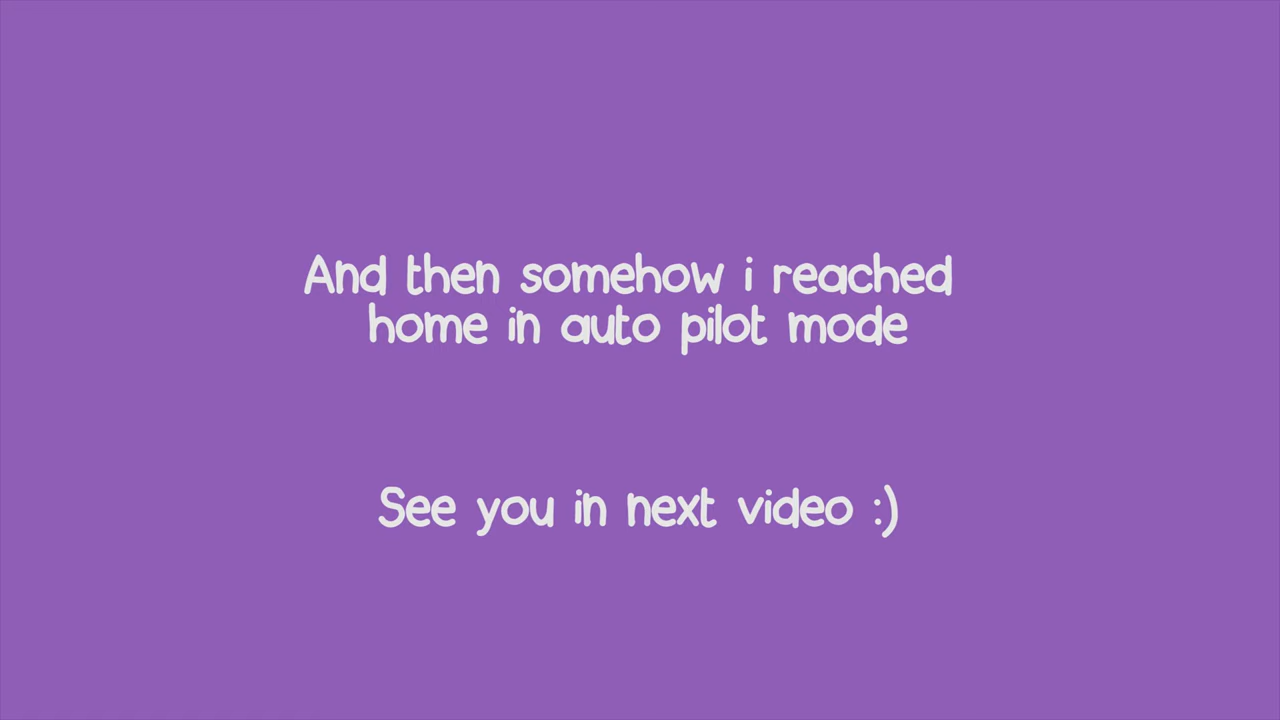 And then somehow i reached
home in auto pilot mode
See you in next video :)